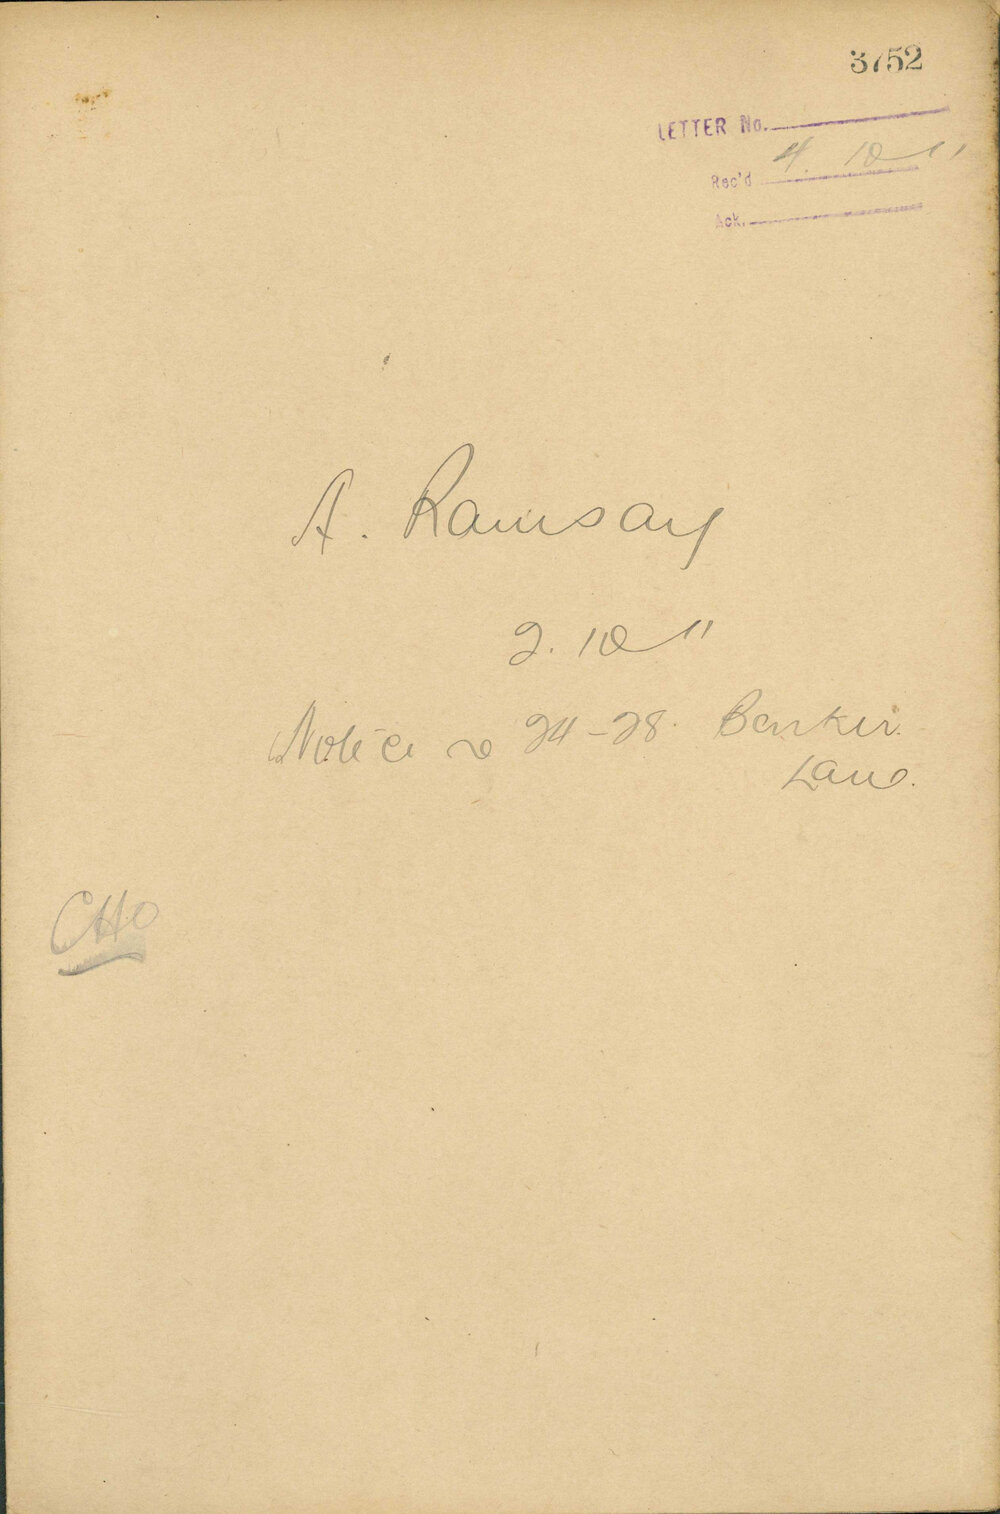 3752
LETTER No.
Rec'd 4. 10 11
Ack.
A. Ramsay
2. 10 11
Notice re 24-28. Barker
Lane.
CHO